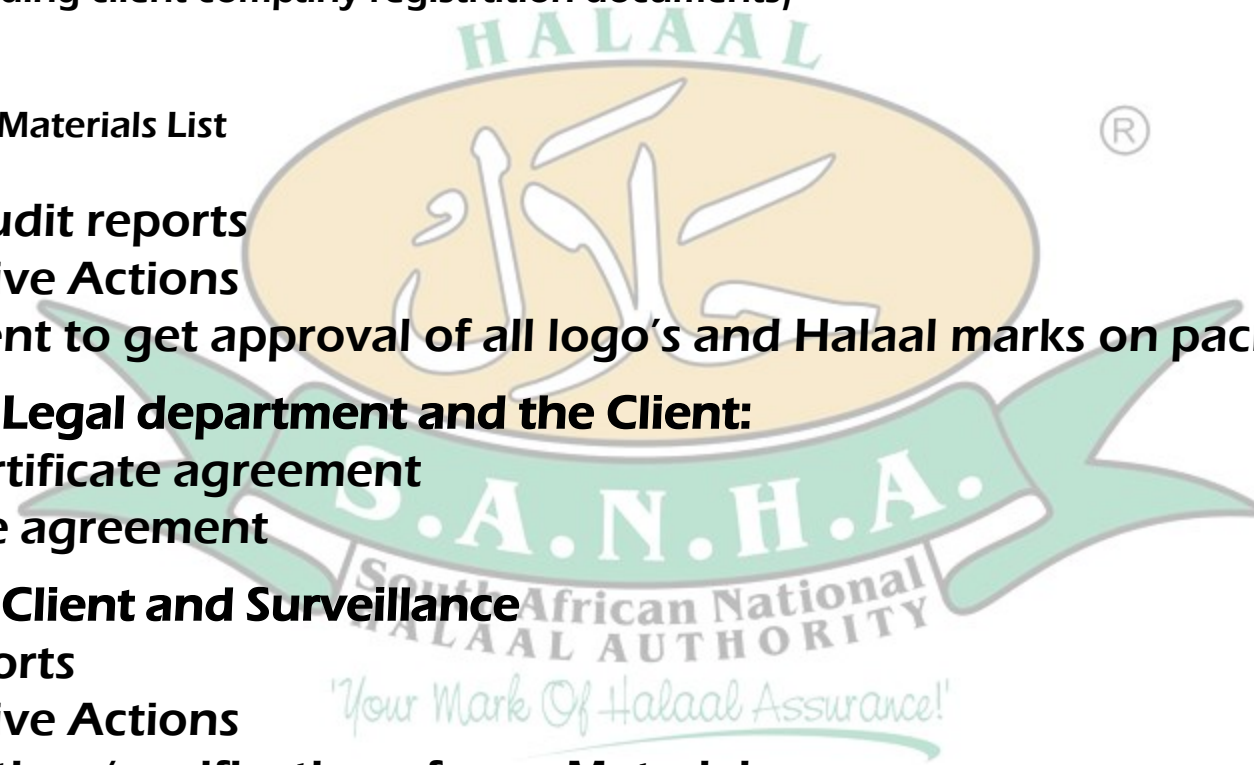 HALAAL
Materials List
®
udit reports
ive Actions
حلال
ent to get approval of all logo's and Halaal marks on pac
Legal department and the Client:
rtificate agreement
e agreement
S.A.N.H.A.
Client and Surveillance
South African National
HALAAL AUTHORITY
orts
'Your Mark Of Halaal Assurance!'
ive Actions